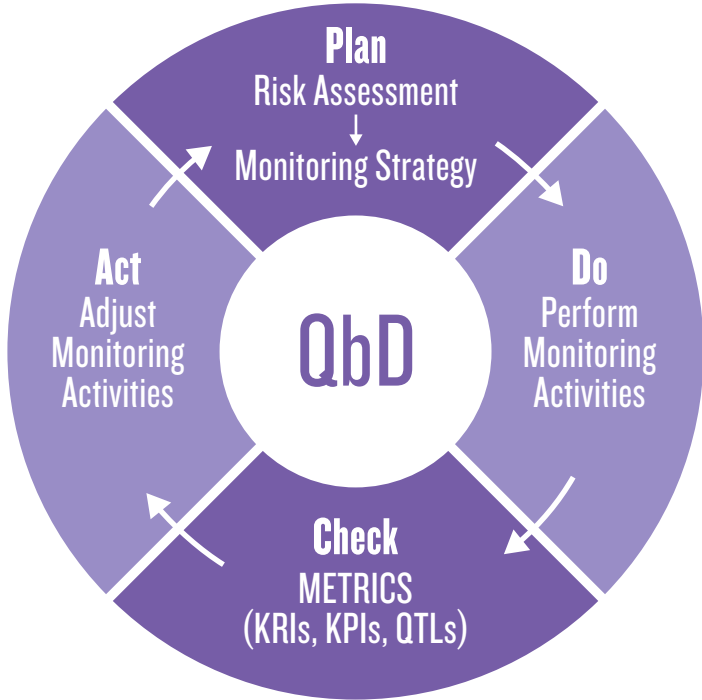 Plan
Risk Assessment
Monitoring Strategy
Do
Perform
Monitoring
Activities
Check
METRICS
(KRIs, KPIs, QTLs)
Act
Adjust
Monitoring
Activities
QbD